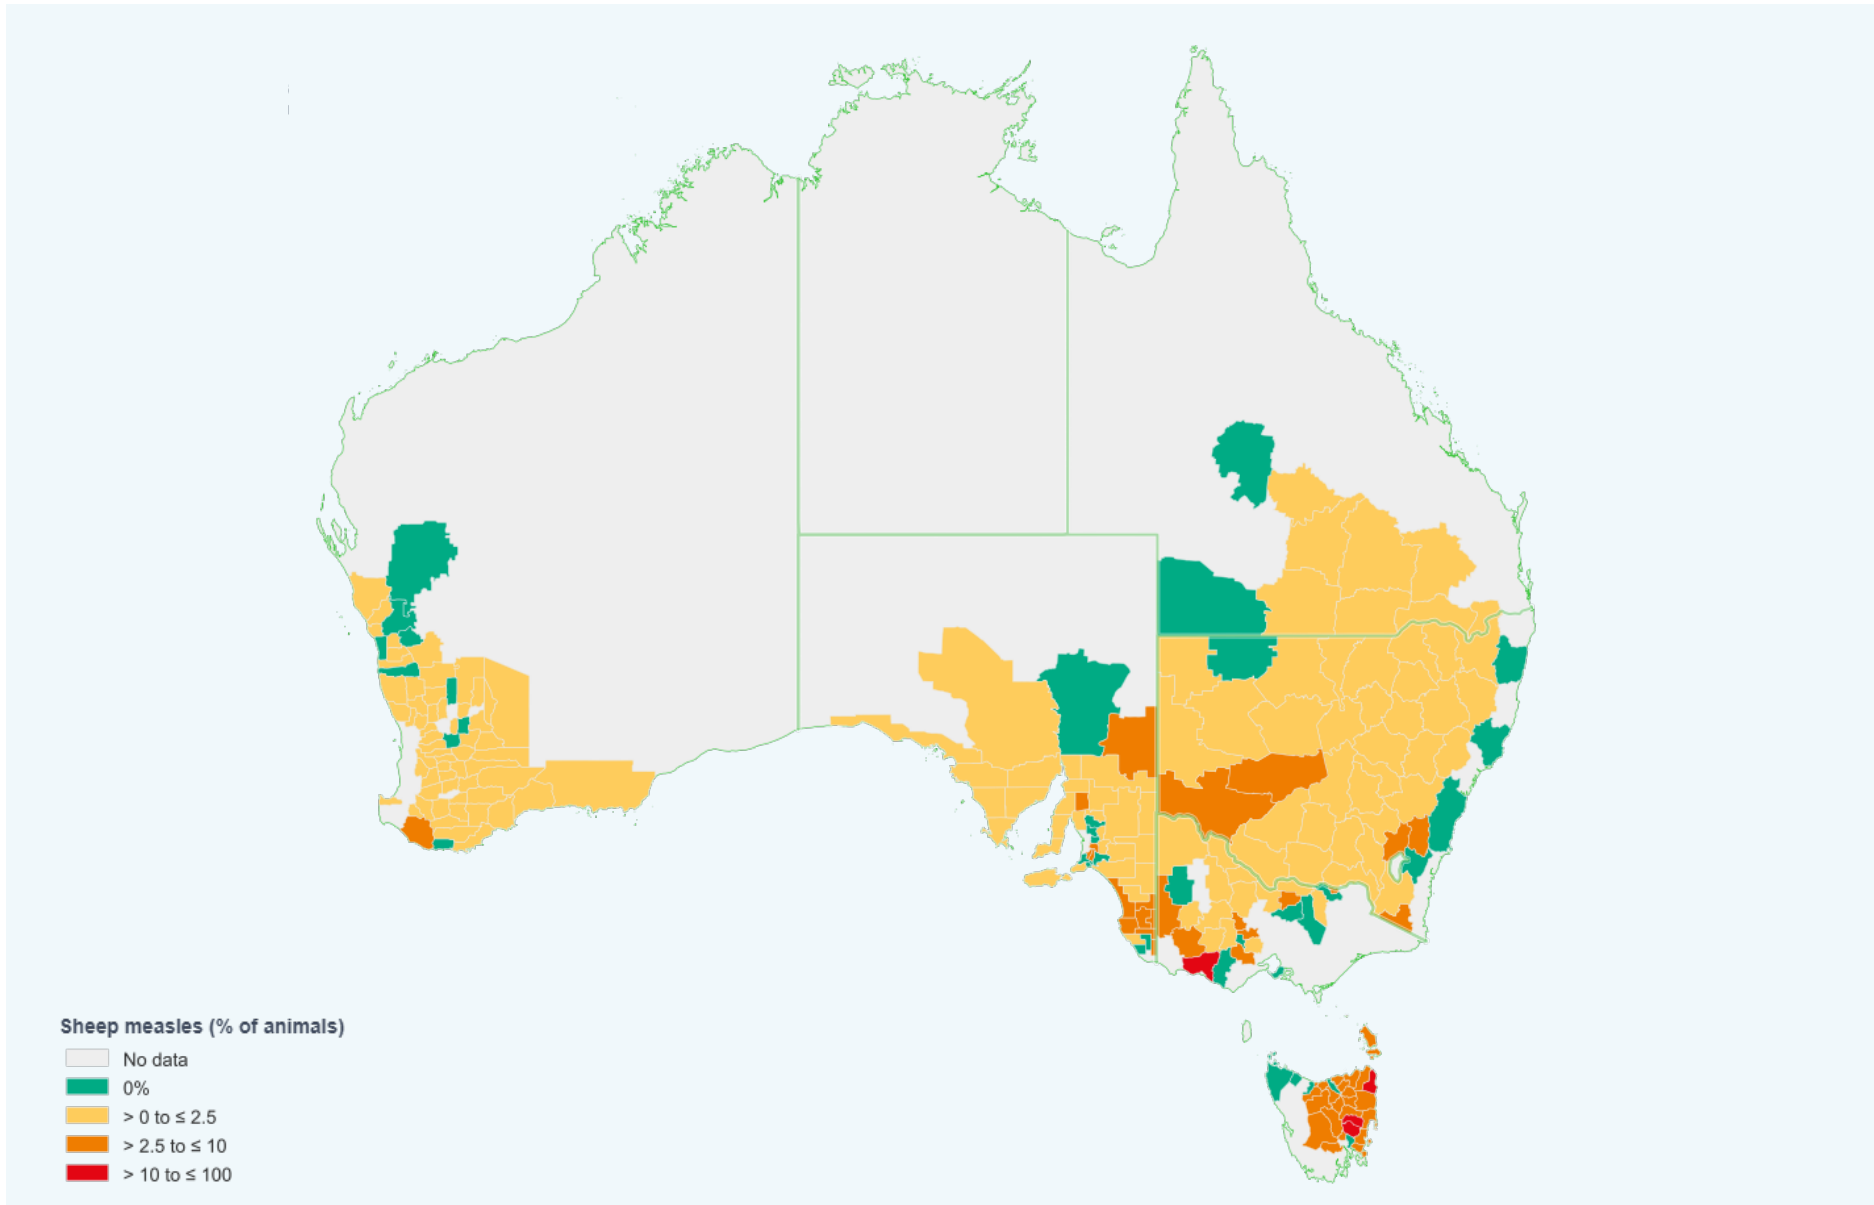 Sheep measles (% of animals)
No data
0%
> 0 to ≤ 2.5
> 2.5 to ≤ 10
> 10 to ≤ 100